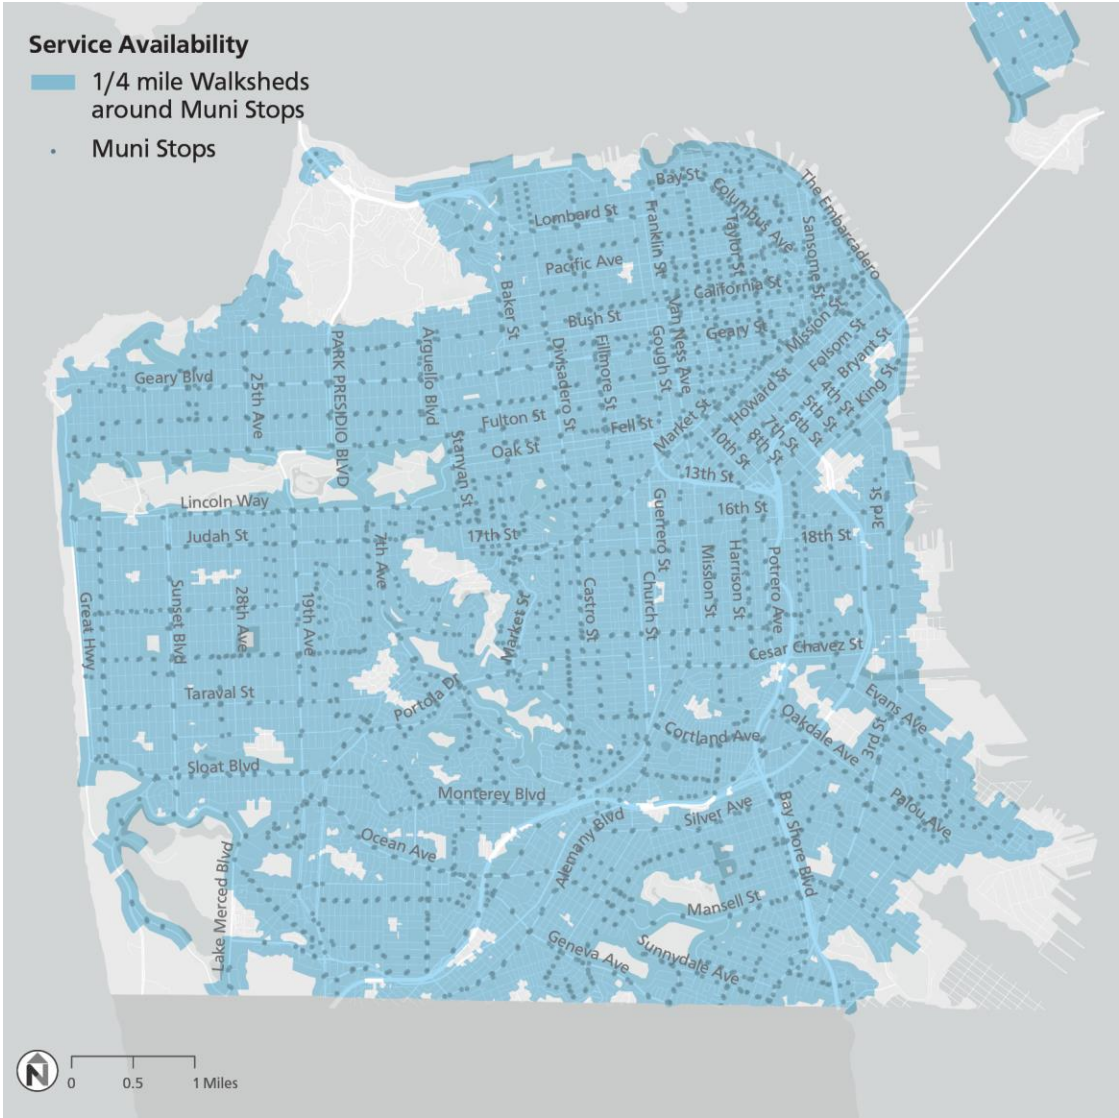 Service Availability
1/4 mile Walksheds
around Muni Stops
Muni Stops
Bay St
Columbus Ave
The Embarcadero
Lombard St
Franklin St
Taylor St
Sansome St
Pacific Ave
California St
Baker St
Van Ness Ave
Bush St
Geary St
Mission St
Folsom St
Bryant St
King St
Arguello Blvd
PARK PRESIDIO BLVD
Divisadero St
Fillmore St
Gough St
Geary Blvd
25th Ave
Howard St
4th St
5th St
6th St
7th St
8th St
10th St
Market St
Fulton St
Fell St
Oak St
Stanyan St
13th St
Lincoln Way
Judah St
17th St
Guerrero St
16th St
18th St
3rd St
7th Ave
Mission St
Harrison St
Potrero Ave
Great Hwy
Sunset Blvd
28th Ave
19th Ave
Market St
Castro St
Church St
Cesar Chavez St
Taraval St
Portola Dr
Evans Ave
Cortland Ave
Oakdale Ave
3rd St
Sloat Blvd
Monterey Blvd
Silver Ave
Bay Shore Blvd
Palou Ave
Ocean Ave
Alemany Blvd
Lake Merced Blvd
Mansell St
Geneva Ave
Sunnydale Ave
N
0 0.5 1 Miles